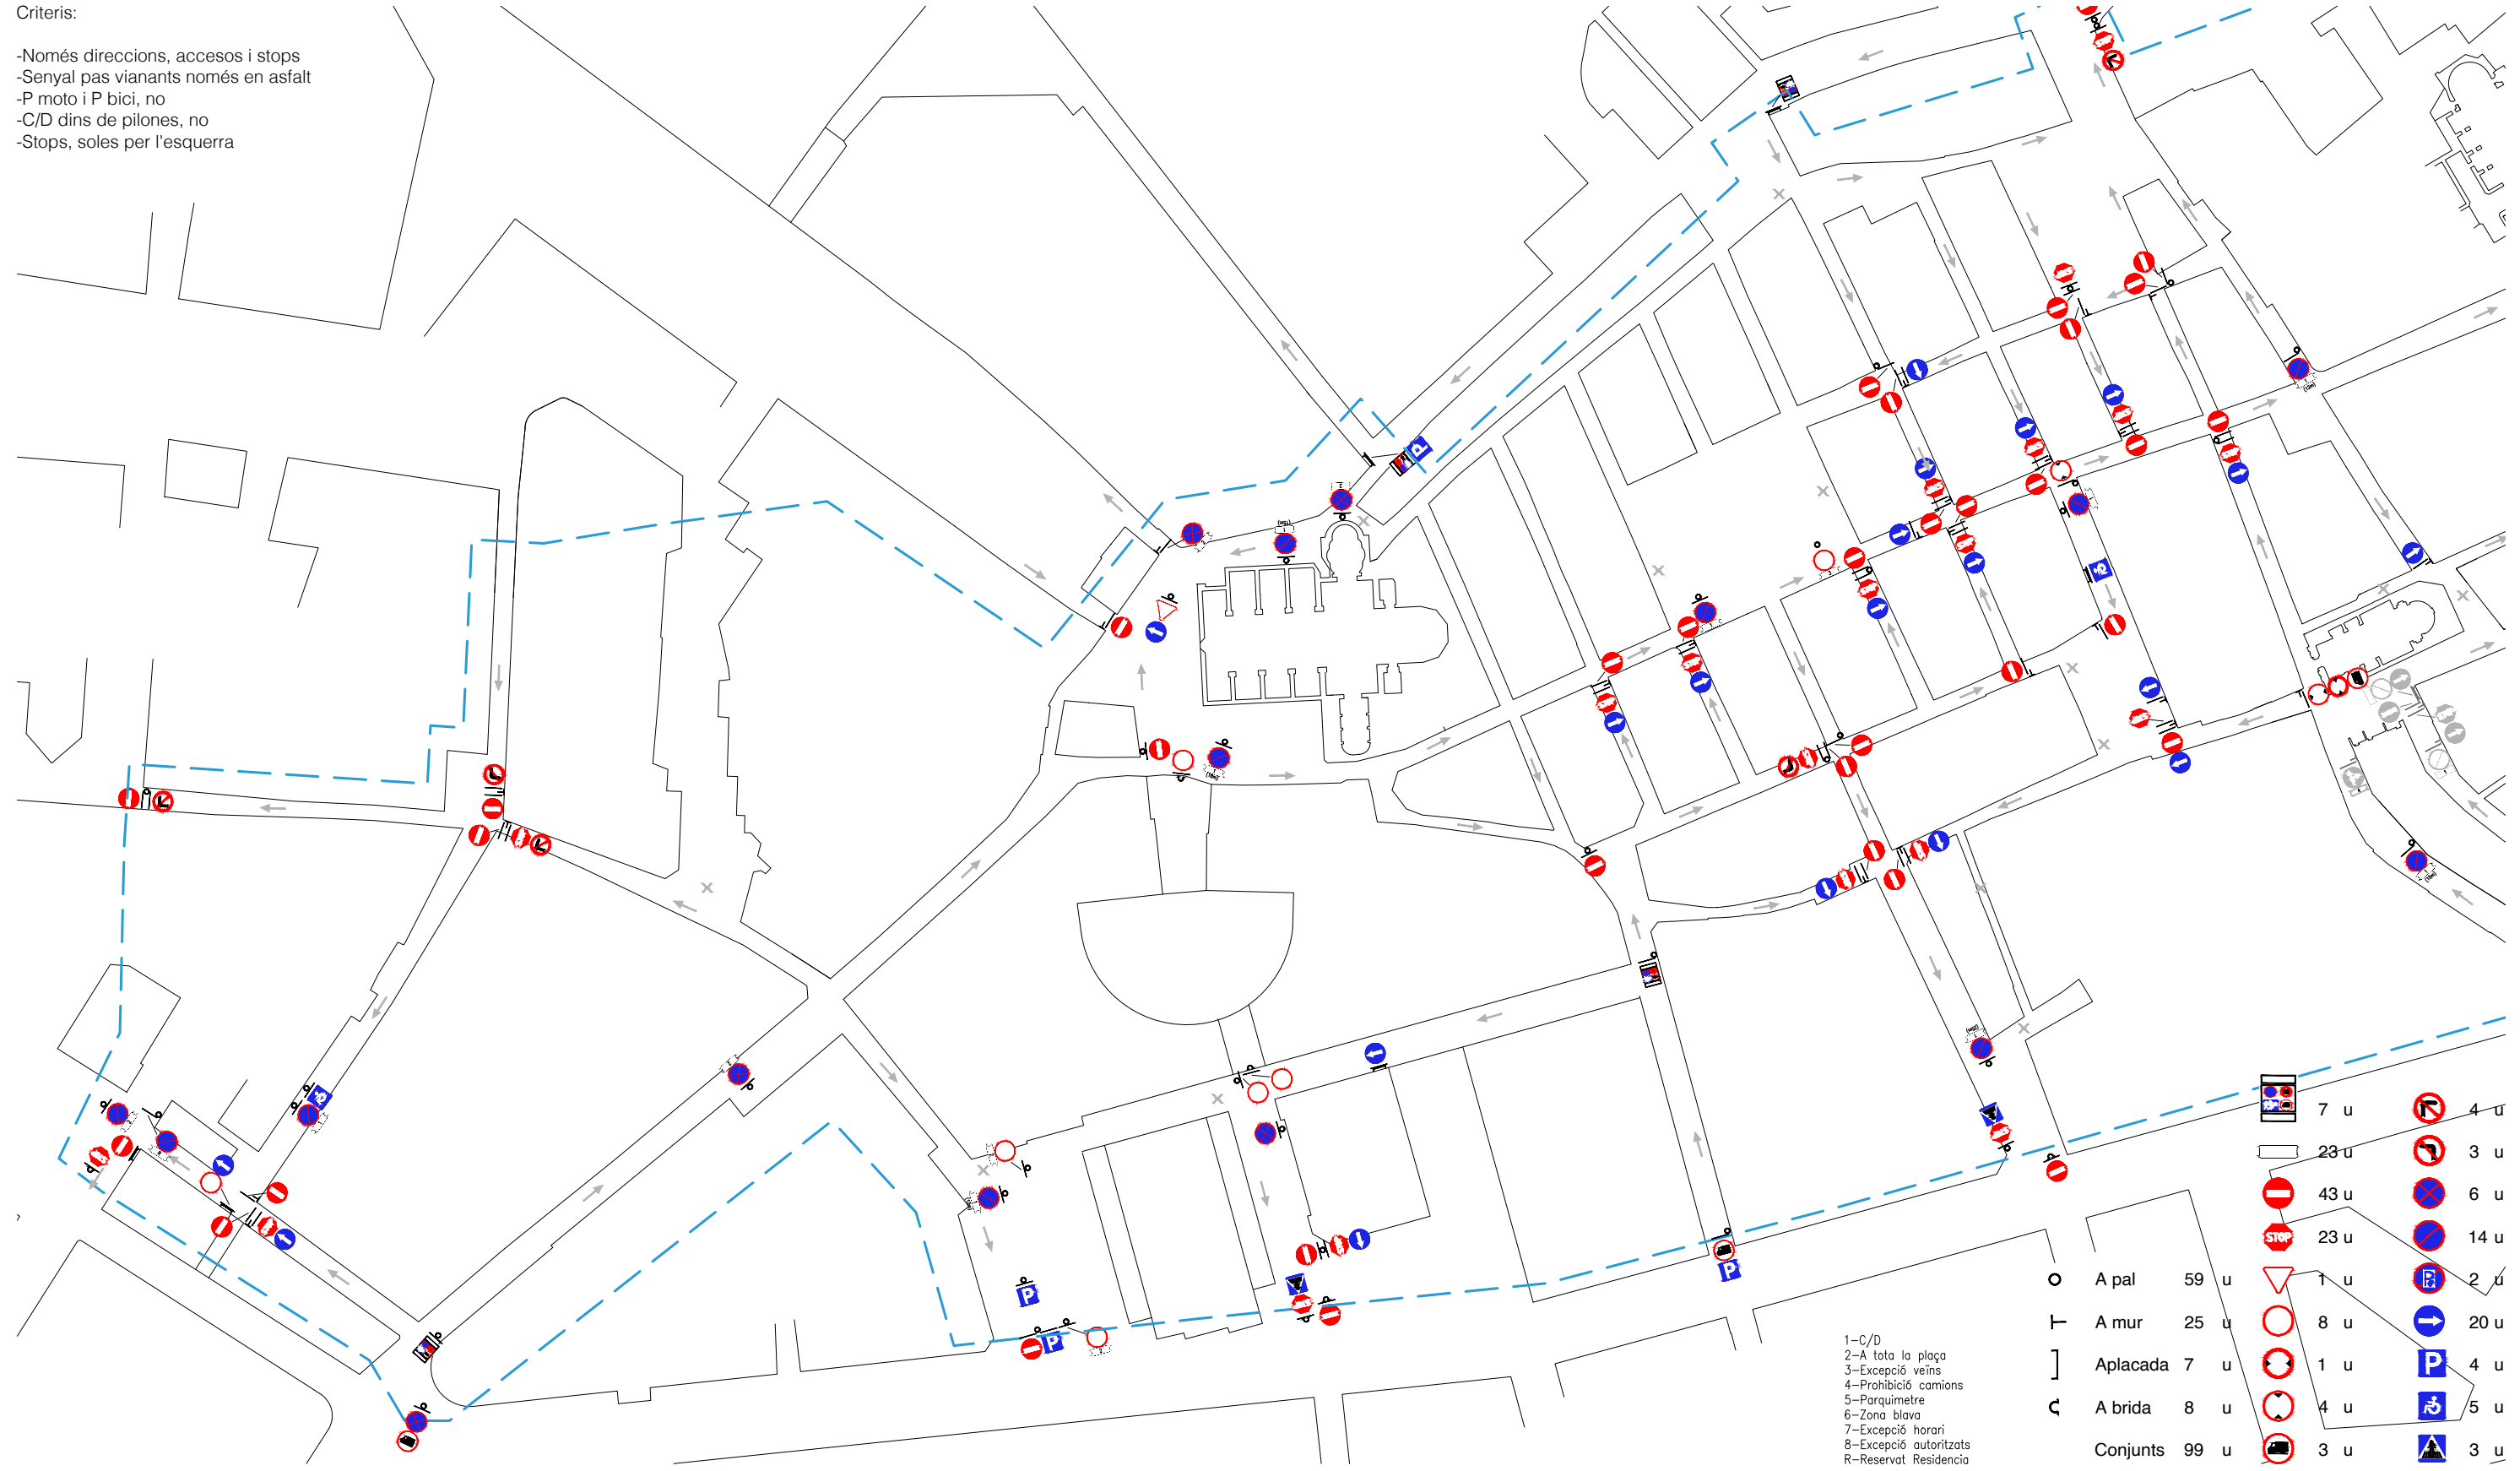 Criteris:
-Només direccions, accesos i stops
-Senyal pas vianants només en asfalt
-P moto i P bici, no
-C/D dins de pilones, no
-Stops, soles per l'esquerra
P
P
P
P
7 u
4 u
23 u
3 u
43 u
6 u
STOP 23 u
14 u
A pal 59 u
1 u
2 u
A mur 25 u
8 u
20 u
Aplacada 7 u
1 u
P 4 u
A brida 8 u
4 u
5 u
Conjunts 99 u
3 u
3 u
1-C/D
2-A tota la plaça
3-Excepció veïns
4-Prohibició camions
5-Parquimetre
6-Zona blava
7-Excepció horari
8-Excepció autoritzats
R-Reservat Residencia